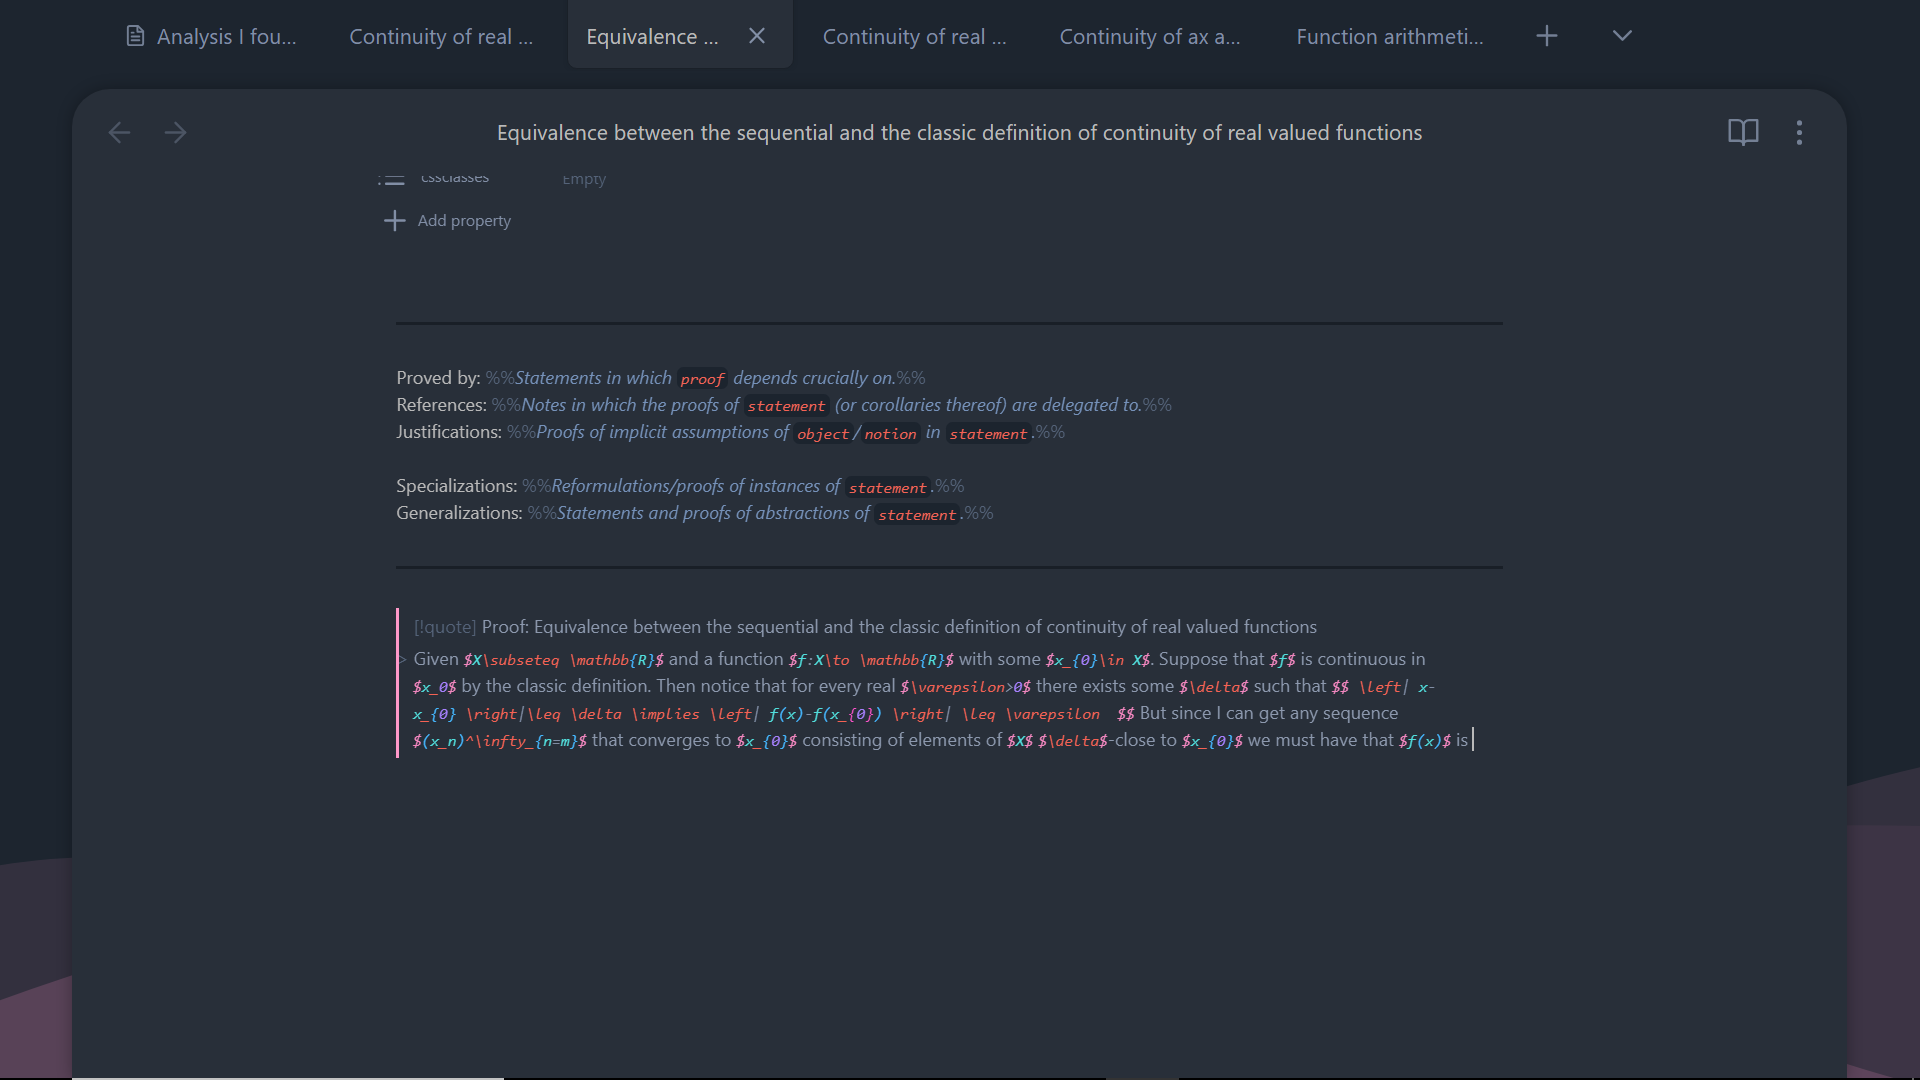 Analysis I fou...
Continuity of real ...
Equivalence ...
Continuity of real ...
Continuity of ax a...
Function arithmeti...
Equivalence between the sequential and the classic definition of continuity of real valued functions
cssclasses Empty
Add property
Proved by: %%Statements in which proof depends crucially on.%%
References: %%Notes in which the proofs of statement (or corollaries thereof) are delegated to.%%
Justifications: %%Proofs of implicit assumptions of object/notion in statement.%%
Specializations: %%Reformulations/proofs of instances of statement.%%
Generalizations: %%Statements and proofs of abstractions of statement.%%
[!quote] Proof: Equivalence between the sequential and the classic definition of continuity of real valued functions
> Given $X\subseteq \mathbb{R}$ and a function $f:X\to \mathbb{R}$ with some $x_{0}\in X$. Suppose that $f$ is continuous in
$x_0$ by the classic definition. Then notice that for every real $\varepsilon>0$ there exists some $\delta$ such that $$ \left| x-
x_{0} \right|\leq \delta \implies \left| f(x)-f(x_{0}) \right| \leq \varepsilon  $$ But since I can get any sequence
$(x_n)^\infty_{n=m}$ that converges to $x_{0}$ consisting of elements of $X$ $\delta$-close to $x_{0}$ we must have that $f(x)$ is